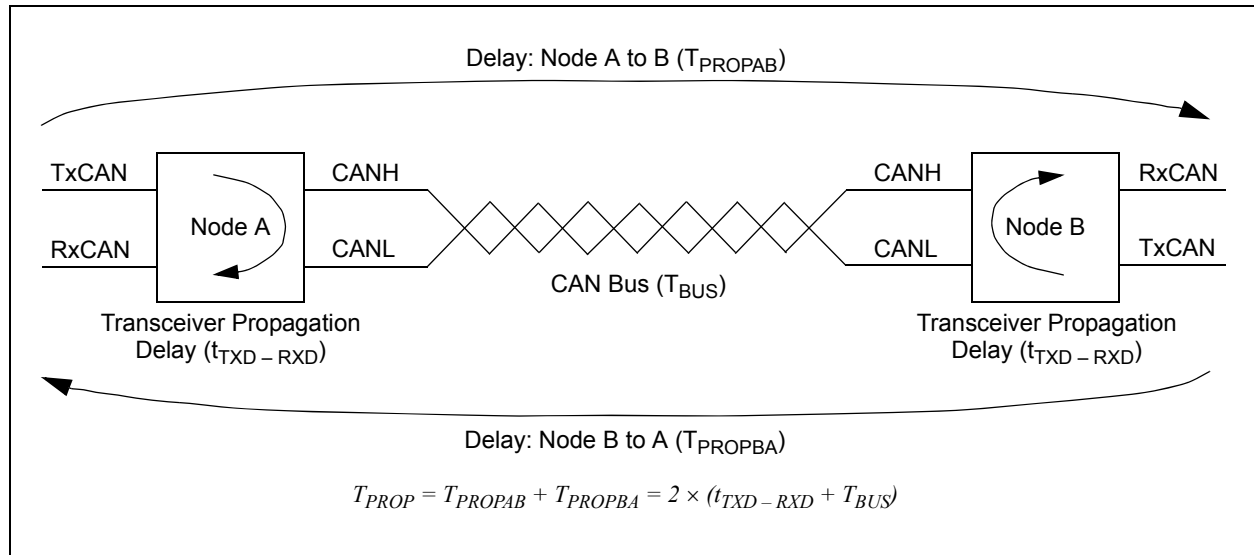 Delay: Node A to B (TPROPAB)
TxCAN
CANH
CANH
RxCAN
Node A
Node B
RxCAN
CANL
CANL
TxCAN
CAN Bus (TBUS)
Transceiver Propagation
Delay (tTXD – RXD)
Transceiver Propagation
Delay (tTXD – RXD)
Delay: Node B to A (TPROPBA)
TPROP = TPROPAB + TPROPBA = 2 × (tTXD – RXD + TBUS)